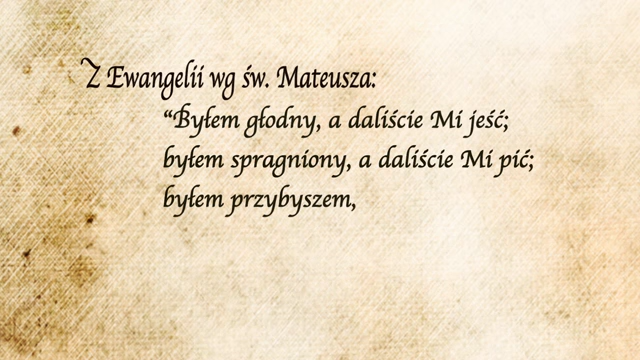 Z Ewangelii wg św. Mateusza:
“Byłem głodny, a daliście Mi jeść;
byłem spragniony, a daliście Mi pić;
byłem przybyszem,